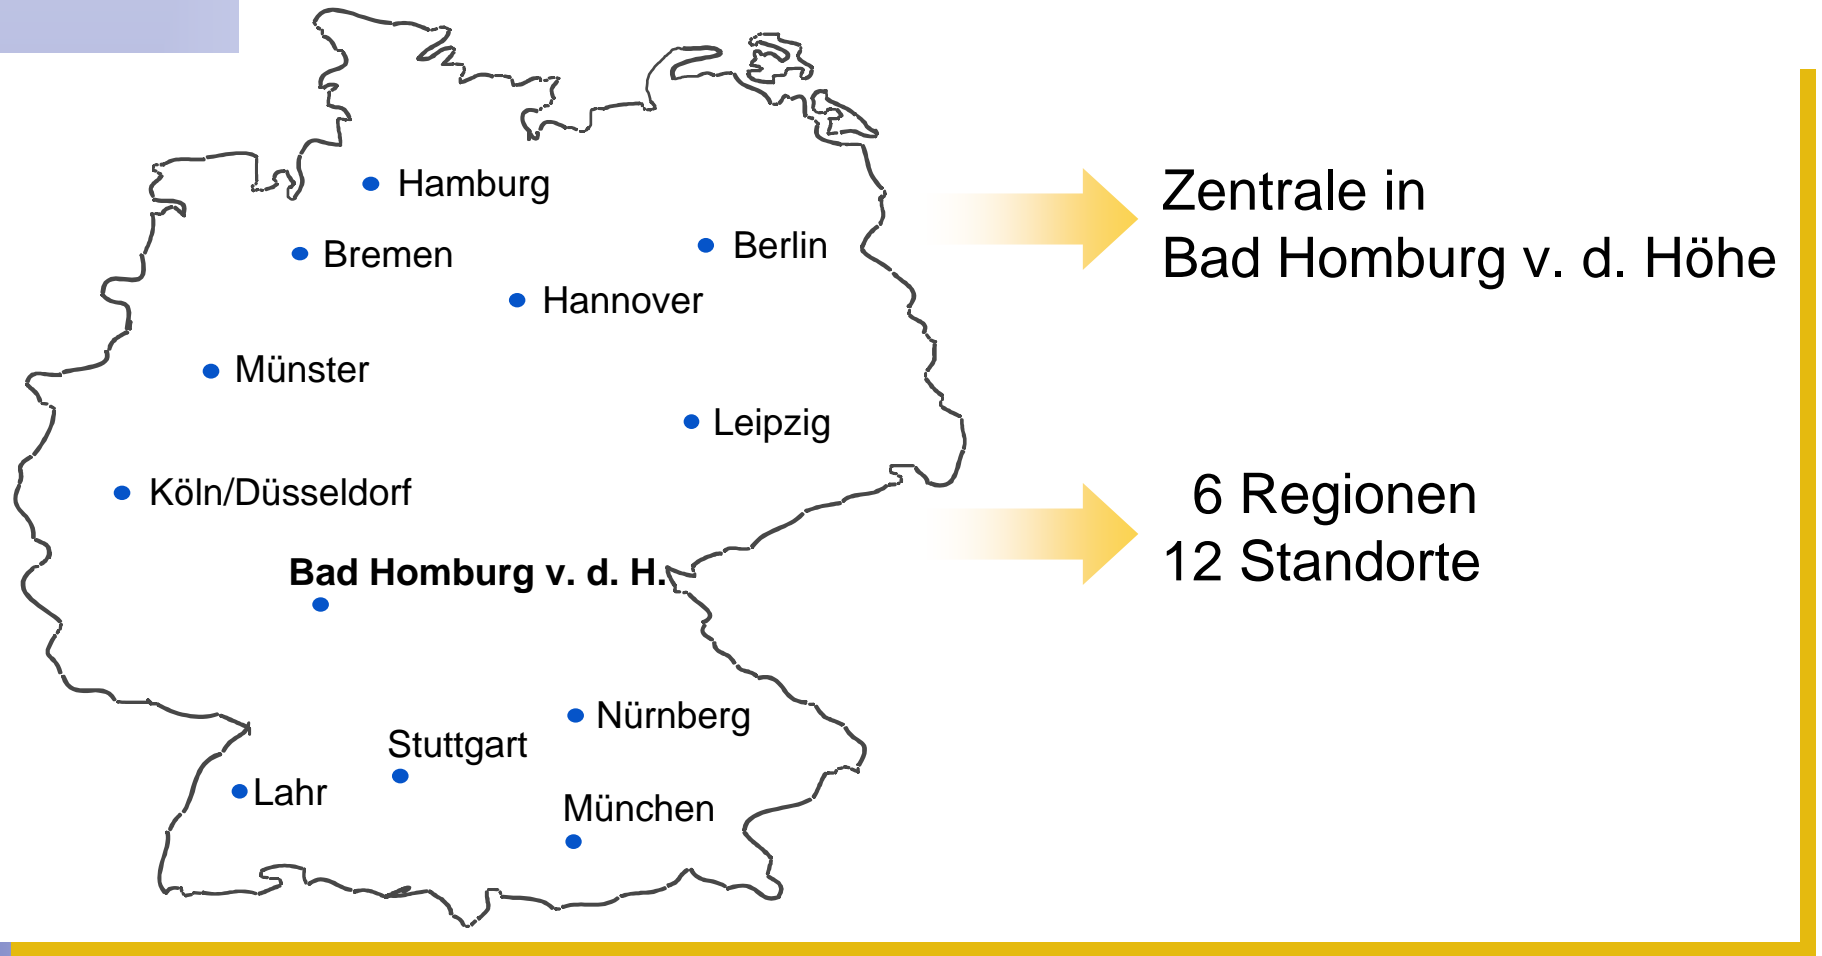 Hamburg
Bremen
Berlin
Hannover
Münster
Leipzig
Köln/Düsseldorf
Bad Homburg v. d. H.
Nürnberg
Stuttgart
Lahr
München
Zentrale in
Bad Homburg v. d. Höhe
6 Regionen
12 Standorte